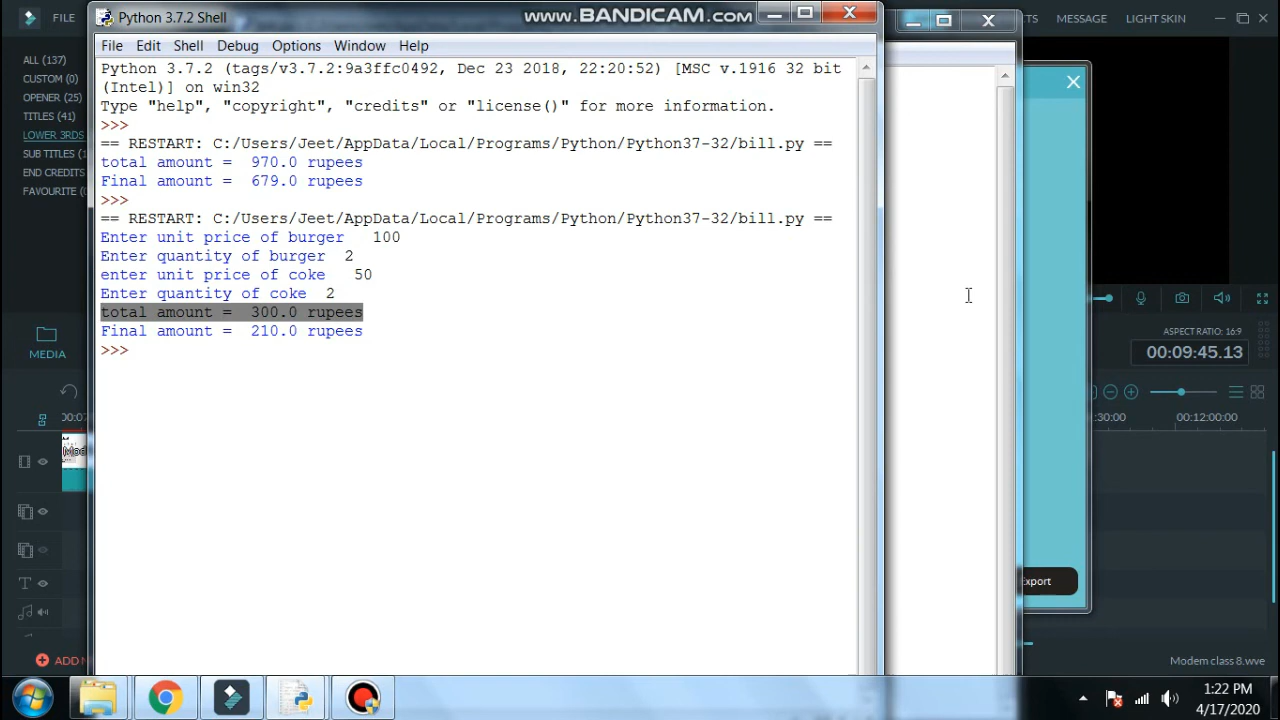 Python 3.7.2 Shell
www.BANDICAM.com
File Edit Shell Debug Options Window Help
Python 3.7.2 (tags/v3.7.2:9a3ffc0492, Dec 23 2018, 22:20:52) [MSC v.1916 32 bit
(Intel)] on win32
Type "help", "copyright", "credits" or "license()" for more information.
>>>
== RESTART: C:/Users/Jeet/AppData/Local/Programs/Python/Python37-32/bill.py ==
total amount =  970.0 rupees
Final amount =  679.0 rupees
>>>
== RESTART: C:/Users/Jeet/AppData/Local/Programs/Python/Python37-32/bill.py ==
Enter unit price of burger   100
Enter quantity of burger  2
enter unit price of coke   50
Enter quantity of coke  2
total amount =  300.0 rupees
Final amount =  210.0 rupees
>>>
FILE
MESSAGE LIGHT SKIN
ALL (137)
CUSTOM (0)
OPENER (25)
TITLES (41)
LOWER 3RDS
SUB TITLES
END CREDITS
FAVOURITE
MEDIA
ASPECT RATIO: 16:9
00:09:45.13
00:12:00:00
Export
ADD
Modem class 8.wve
1:22 PM
4/17/2020